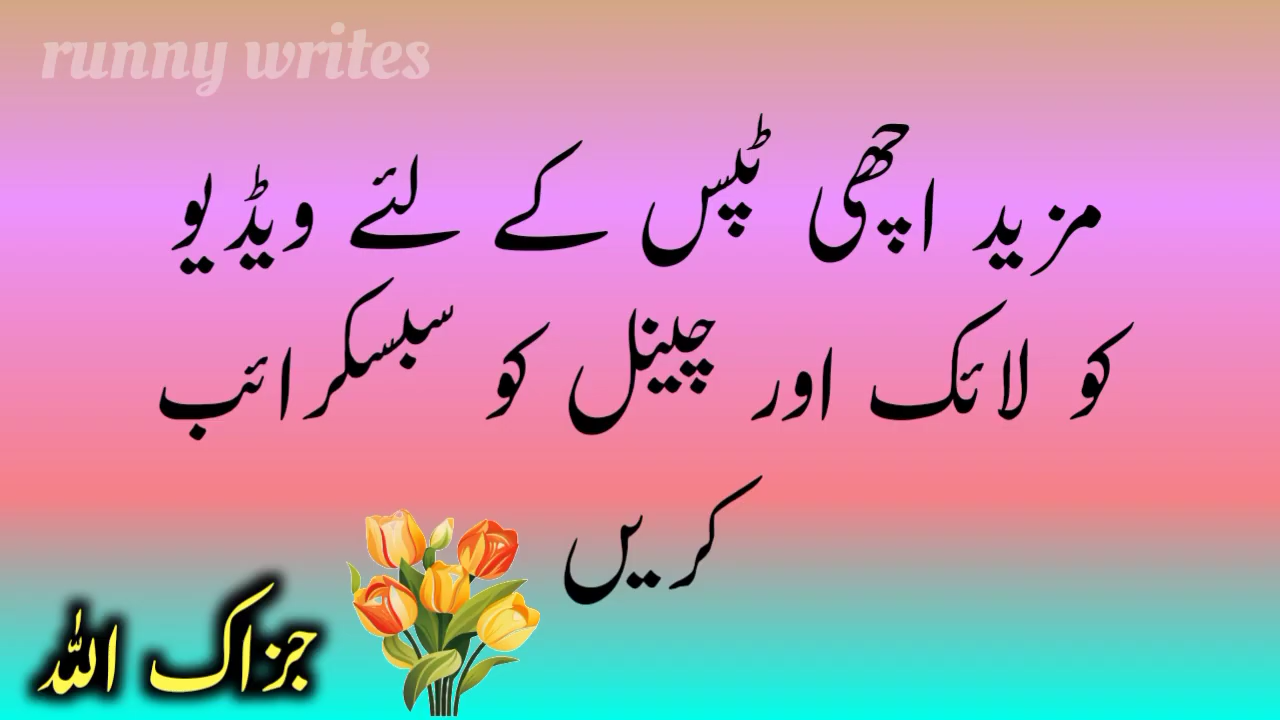 runny writes
مزید اچھی ٹپس کے لئے ویڈیو
کو لائک اور چینل کو سبسکرائب
کریں
جزاک اللہ